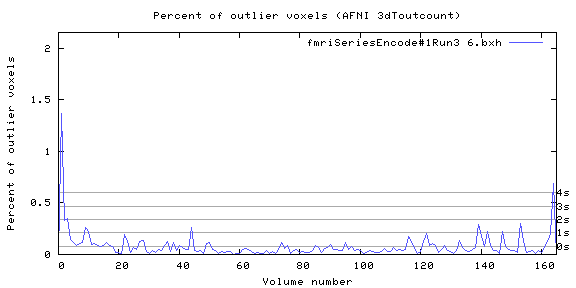 Percent of outlier voxels (AFNI 3dToutcount)
fmriSeriesEncode#1Run3 6.bxh
Percent of outlier voxels
2
1.5
1
0.5
0
4s
3s
2s
1s
0s
0 20 40 60 80 100 120 140 160
Volume number